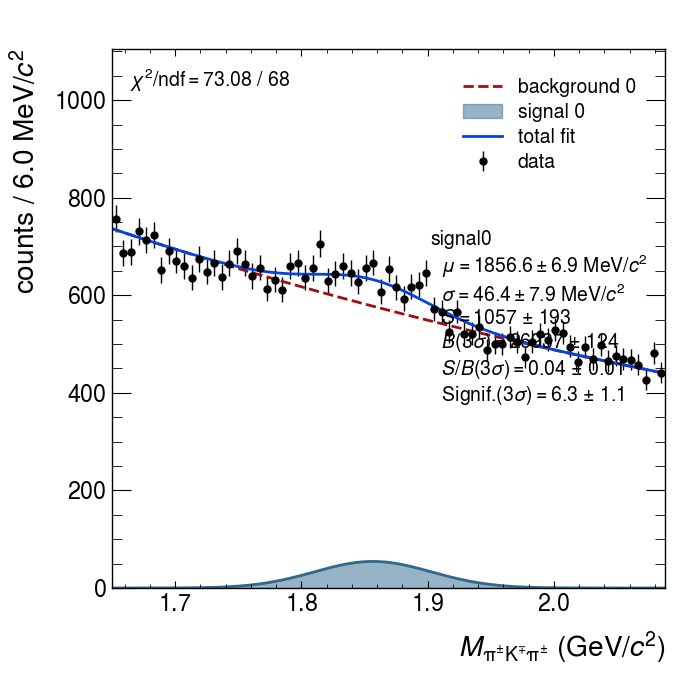 χ²/ndf = 73.08 / 68
background 0
signal 0
total fit
data
signal0
μ = 1856.6 ± 6.9 MeV/c²
σ = 46.4 ± 7.9 MeV/c²
= 1057 ± 193
B(3σ) = ± 124
S/B(3σ) = 0.04 ± 0.01
Signif.(3σ) = 6.3 ± 1.1
counts / 6.0 MeV/c²
1000
800
600
400
200
0
1.7 1.8 1.9 2.0
M_π±K∓π± (GeV/c²)